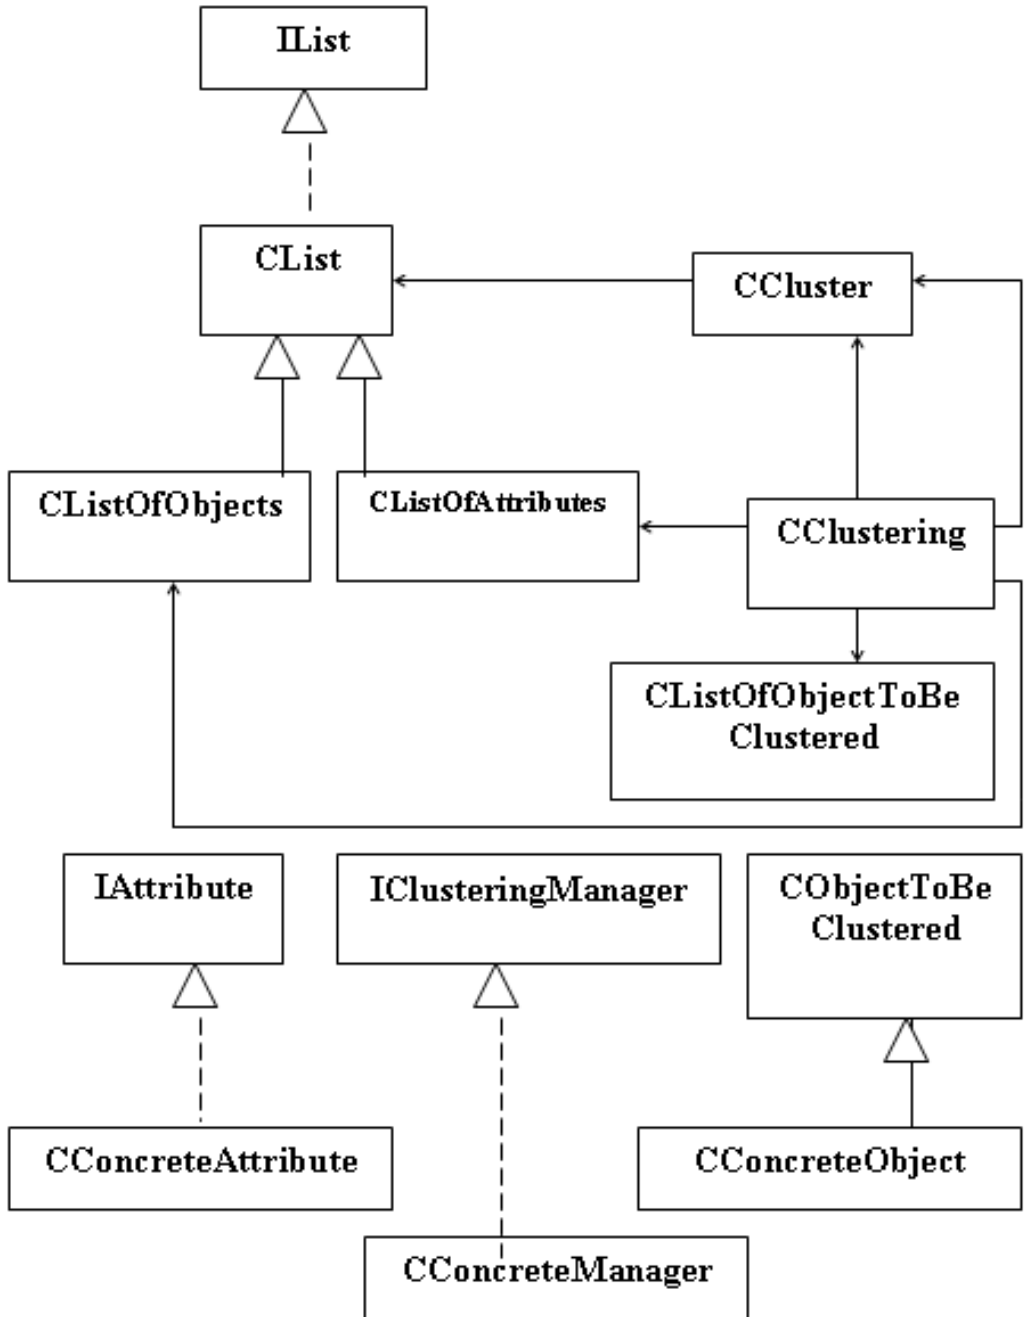 IList
CList
CCluster
CListOfObjects
CListOfAttributes
CClustering
CListOfObjectToBe
Clustered
IAttribute
IClusteringManager
CObjectToBe
Clustered
CConcreteAttribute
CConcreteObject
CConcreteManager